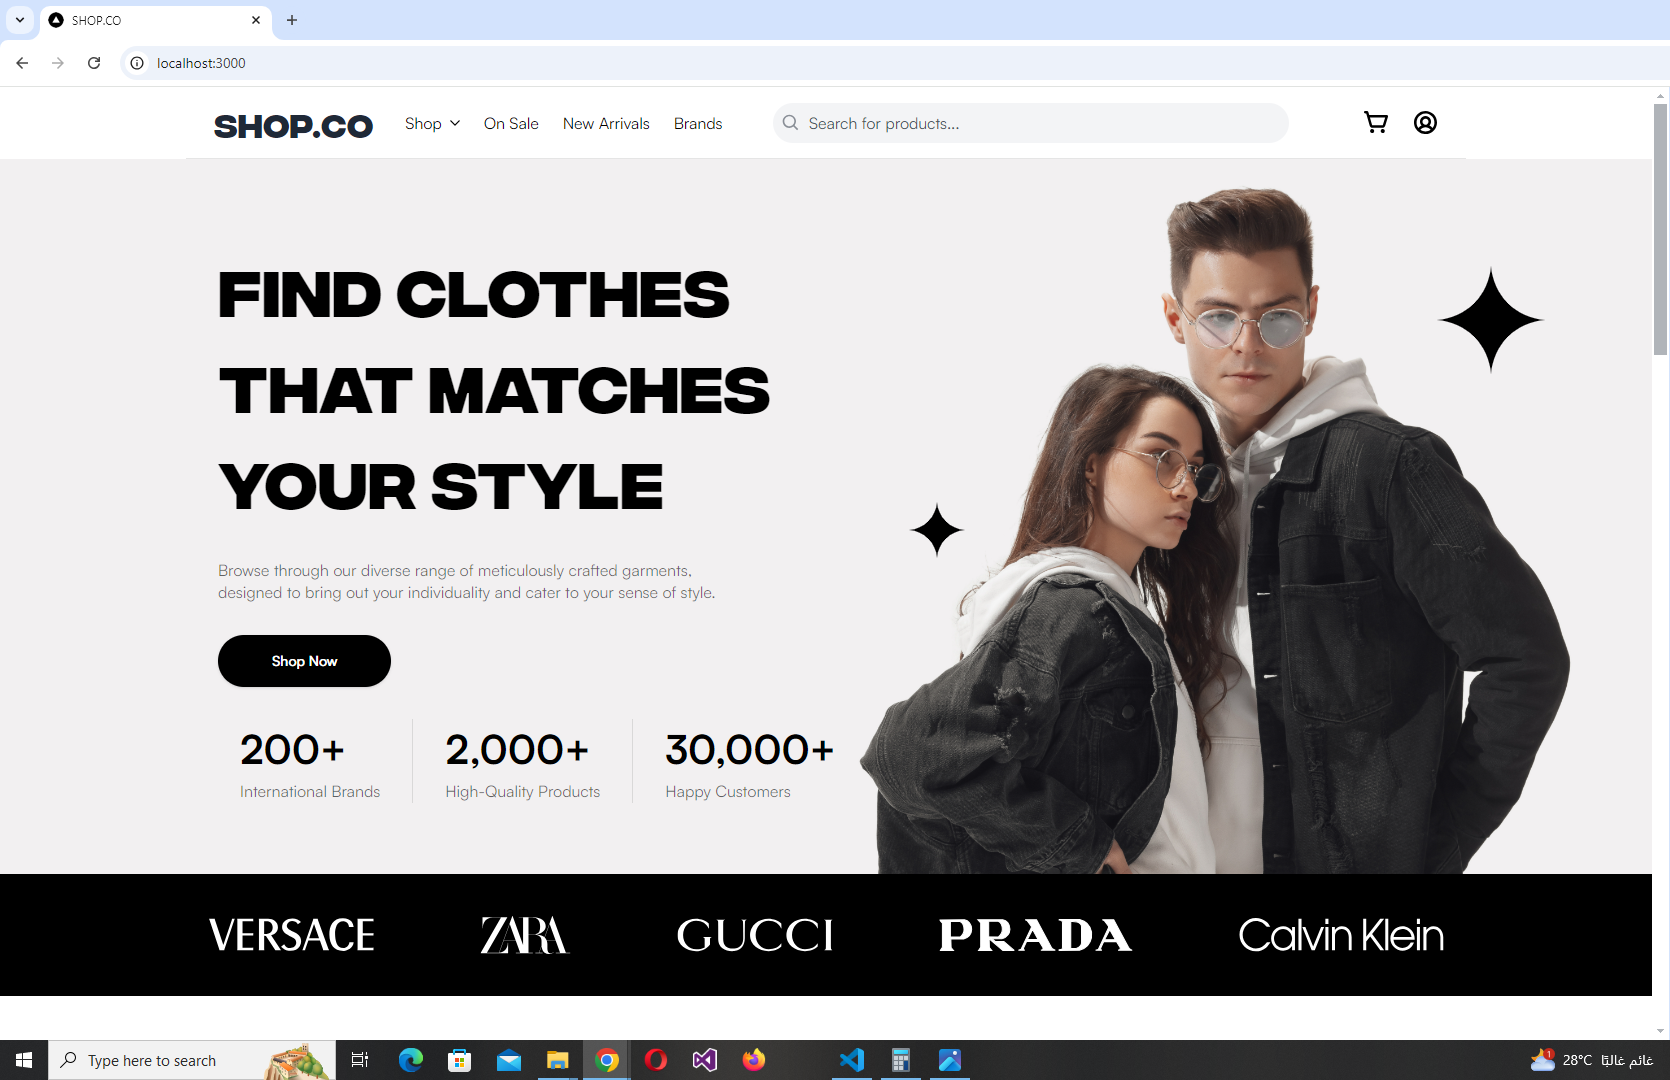 SHOP.CO
localhost:3000
SHOP.CO Shop On Sale New Arrivals Brands Search for products...
FIND CLOTHES
THAT MATCHES
YOUR STYLE
Browse through our diverse range of meticulously crafted garments,
designed to bring out your individuality and cater to your sense of style.
Shop Now
200+ 2,000+ 30,000+
International Brands High-Quality Products Happy Customers
VERSACE ZARA GUCCI PRADA Calvin Klein
Type here to search 1 28°C غائم غالبًا